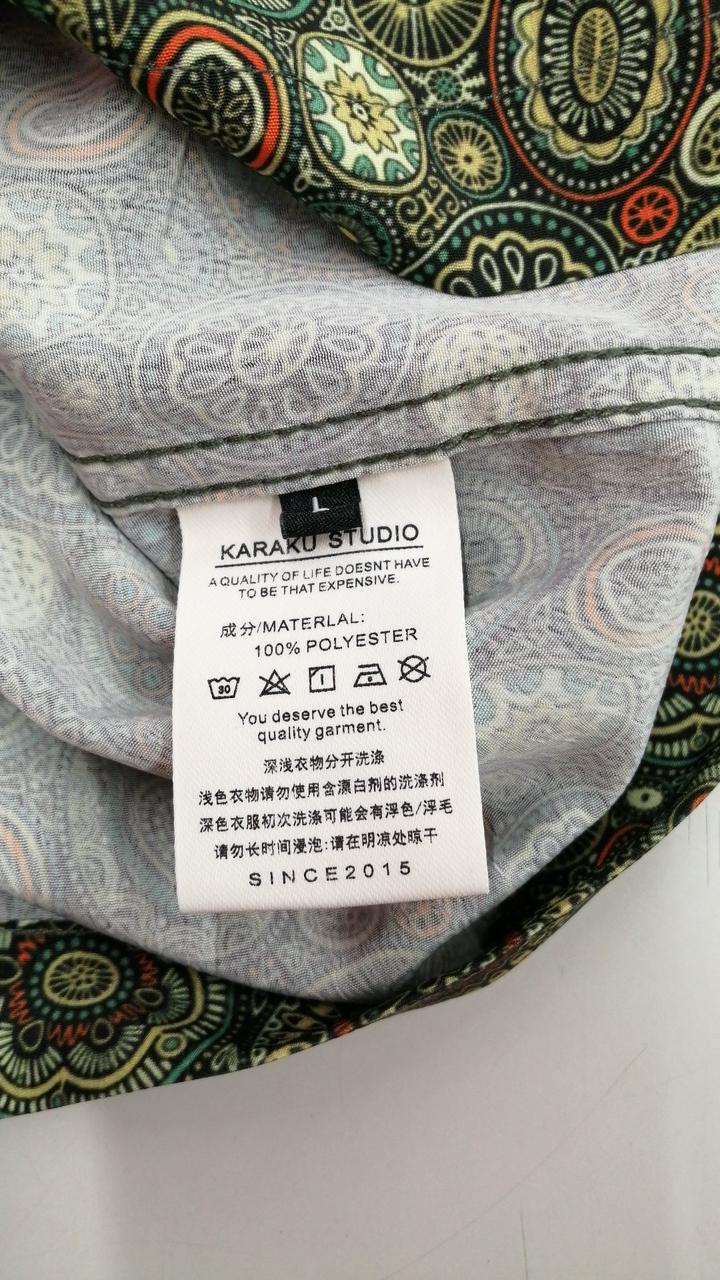 L
KARAKU STUDIO
A QUALITY OF LIFE DOESNT HAVE
TO BE THAT EXPENSIVE.
成分/MATERLAL:
100% POLYESTER
30
You deserve the best
quality garment.
深浅衣物分开洗涤
浅色衣物请勿使用含漂白剂的洗涤剂
深色衣服初次洗涤可能会有浮色/浮毛
请勿长时间浸泡:请在明凉处晾干
SINCE2015